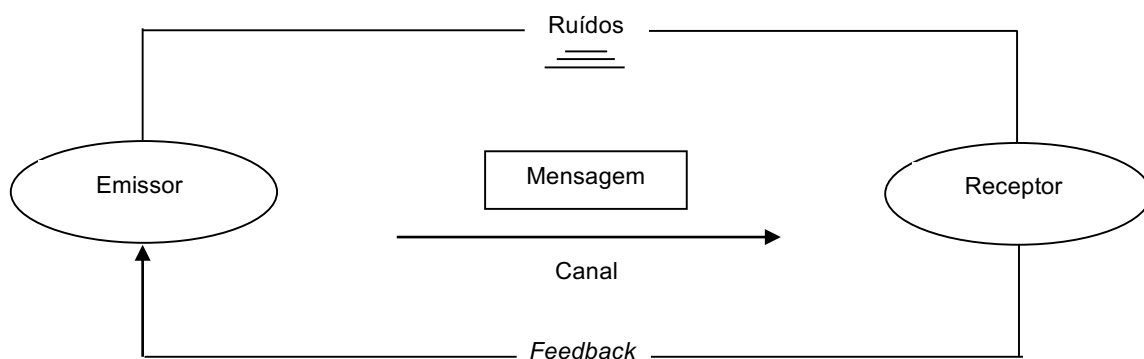 Ruídos
Emissor
Mensagem
Receptor
Canal
Feedback